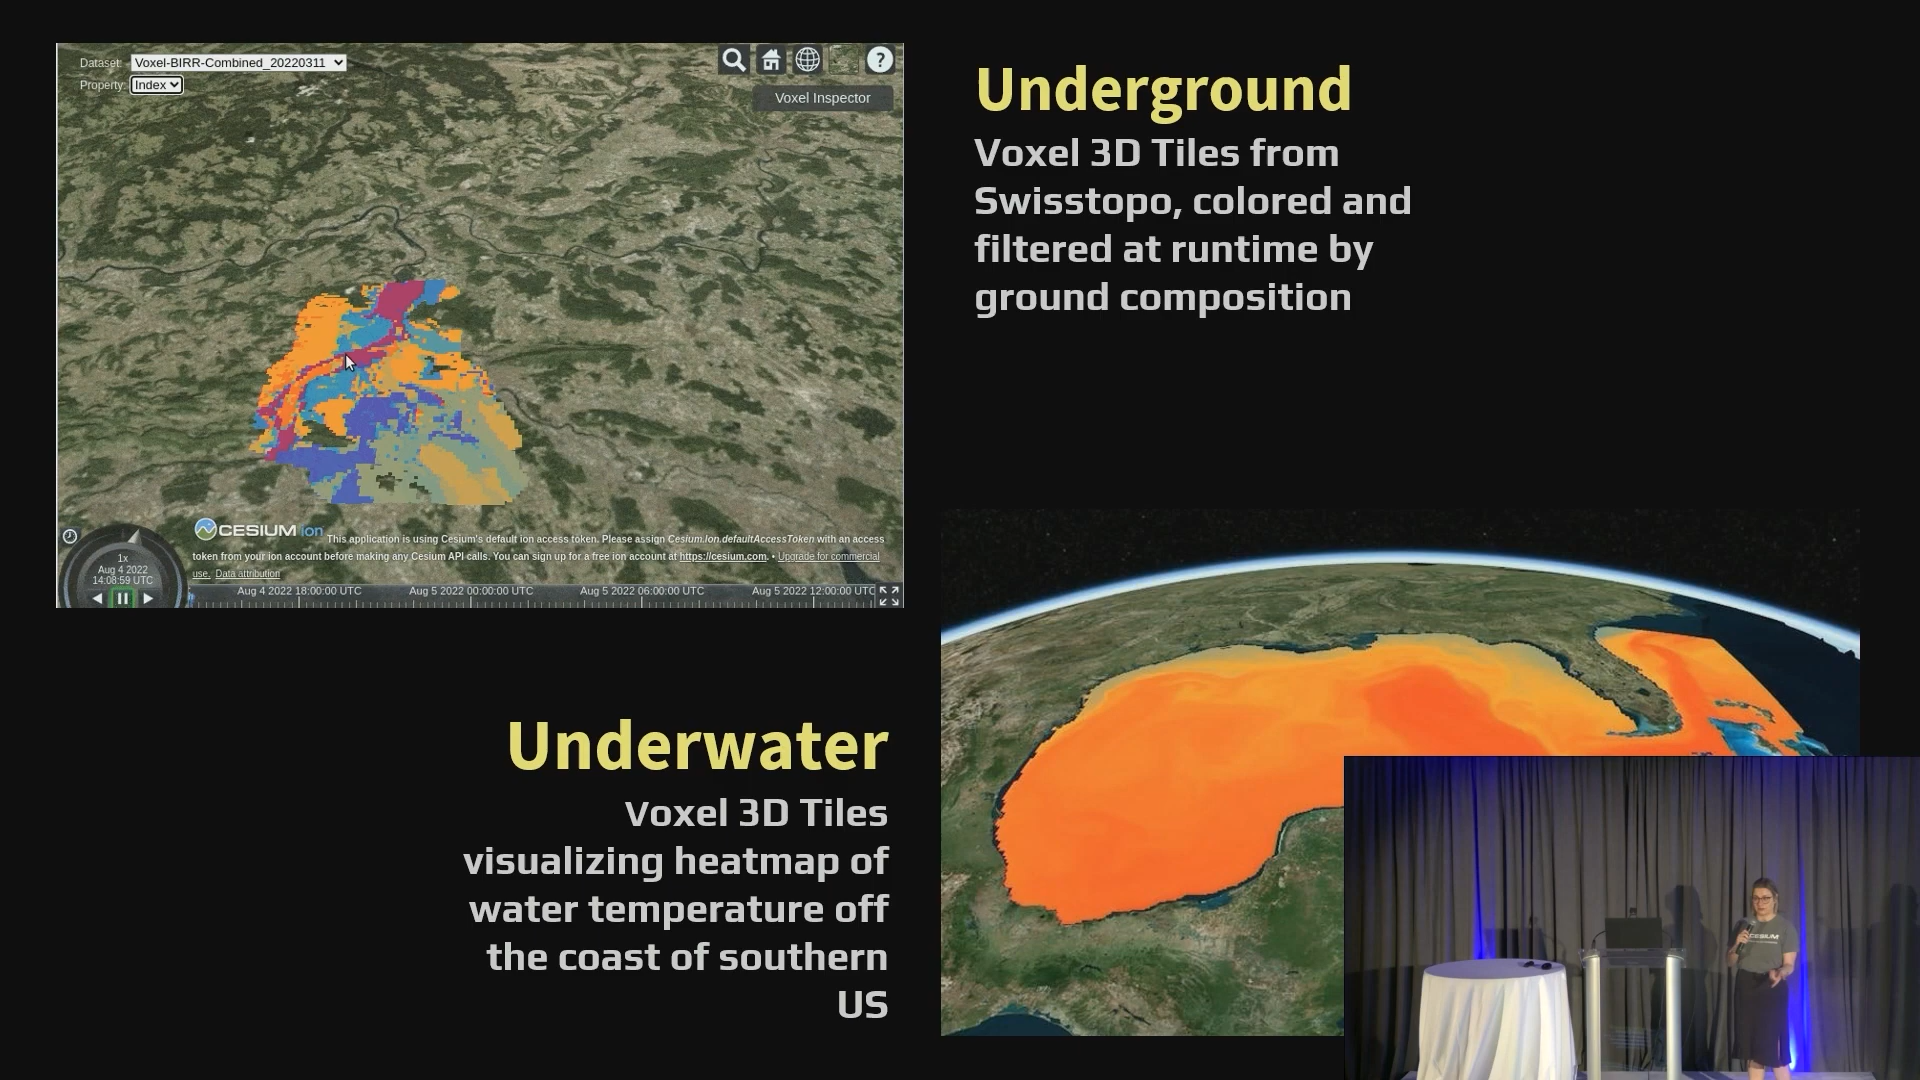 Dataset: Voxel-BIRR-Combined_20220311
Property: Index
?
Voxel Inspector
CESIUM ion This application is using Cesium's default ion access token. Please assign Cesium.Ion.defaultAccessToken with an access
token from your ion account before making any Cesium API calls. You can sign up for a free ion account at https://cesium.com. • Upgrade for commercial
use. Data attribution
1x
Aug 4 2022
14:08:59 UTC
Aug 4 2022 18:00:00 UTC
Aug 5 2022 00:00:00 UTC
Aug 5 2022 06:00:00 UTC
Aug 5 2022 12:00:00 UTC
Underground
Voxel 3D Tiles from
Swisstopo, colored and
filtered at runtime by
ground composition
Underwater
Voxel 3D Tiles
visualizing heatmap of
water temperature off
the coast of southern
US
CESIUM